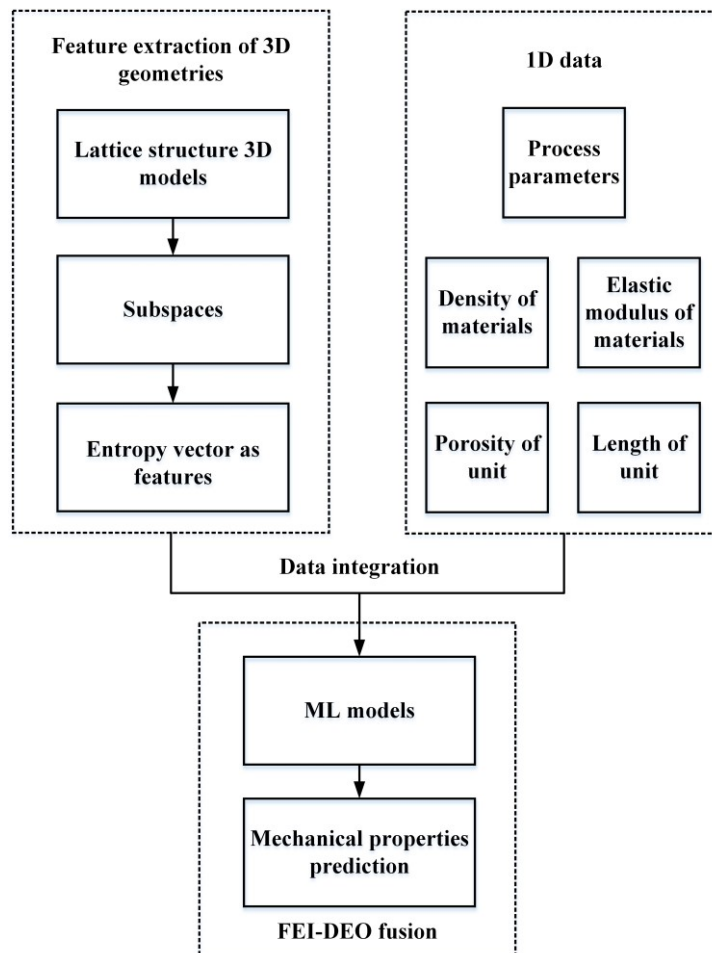 Feature extraction of 3D
geometries
Lattice structure 3D
models
Subspaces
Entropy vector as
features
1D data
Process
parameters
Density of
materials
Elastic
modulus of
materials
Porosity of
unit
Length of
unit
Data integration
ML models
Mechanical properties
prediction
FEI-DEO fusion